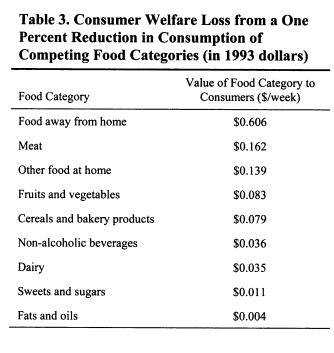 Table 3. Consumer Welfare Loss from a One
Percent Reduction in Consumption of
Competing Food Categories (in 1993 dollars)
Value of Food Category to
Food Category Consumers ($/week)
Food away from home $0.606
Meat $0.162
Other food at home $0.139
Fruits and vegetables $0.083
Cereals and bakery products $0.079
Non-alcoholic beverages $0.036
Dairy $0.035
Sweets and sugars $0.011
Fats and oils $0.004